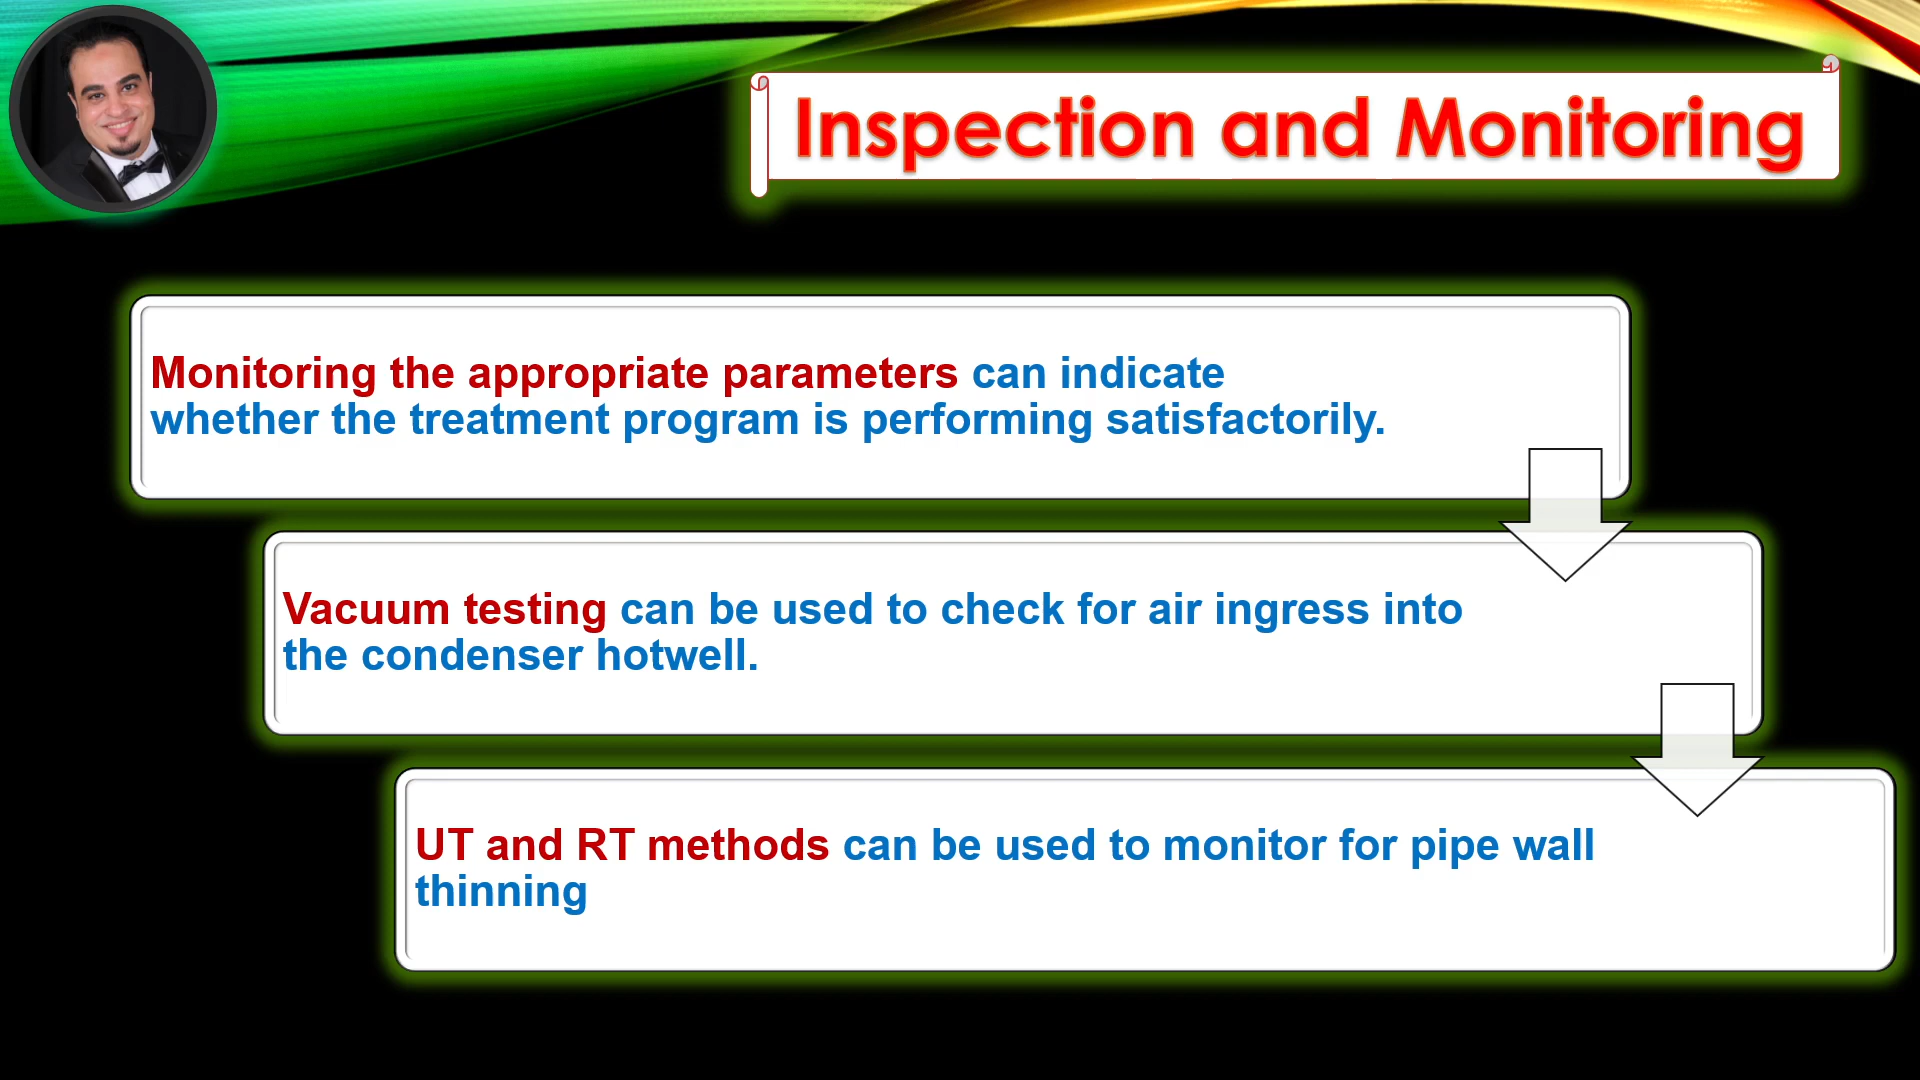 Inspection and Monitoring
Monitoring the appropriate parameters can indicate
whether the treatment program is performing satisfactorily.
Vacuum testing can be used to check for air ingress into
the condenser hotwell.
UT and RT methods can be used to monitor for pipe wall
thinning